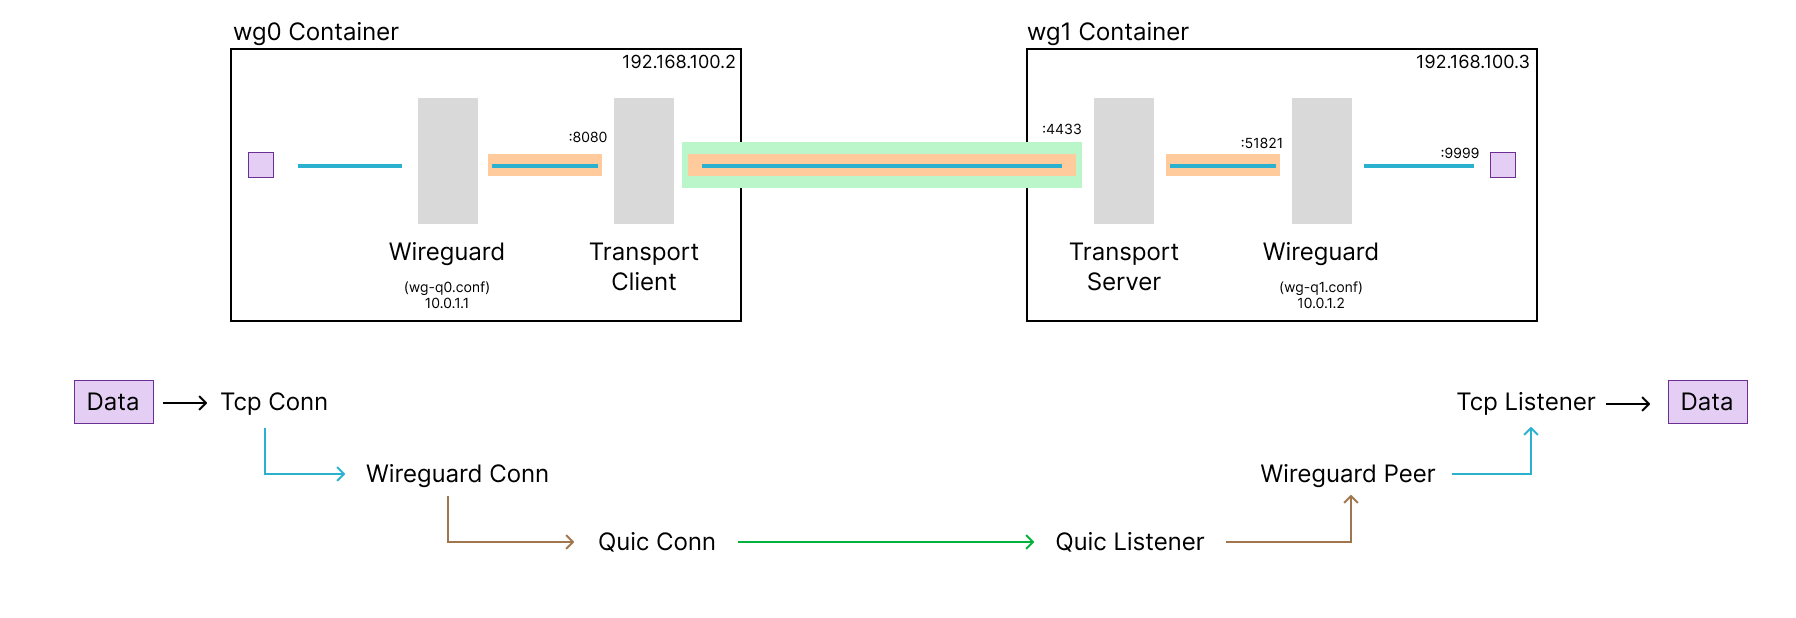 wg0 Container
192.168.100.2
:8080
Wireguard
(wg-q0.conf)
10.0.1.1
Transport
Client
wg1 Container
192.168.100.3
:4433
:51821
:9999
Transport
Server
Wireguard
(wg-q1.conf)
10.0.1.2
Data
Tcp Conn
Tcp Listener
Data
Wireguard Conn
Wireguard Peer
Quic Conn
Quic Listener